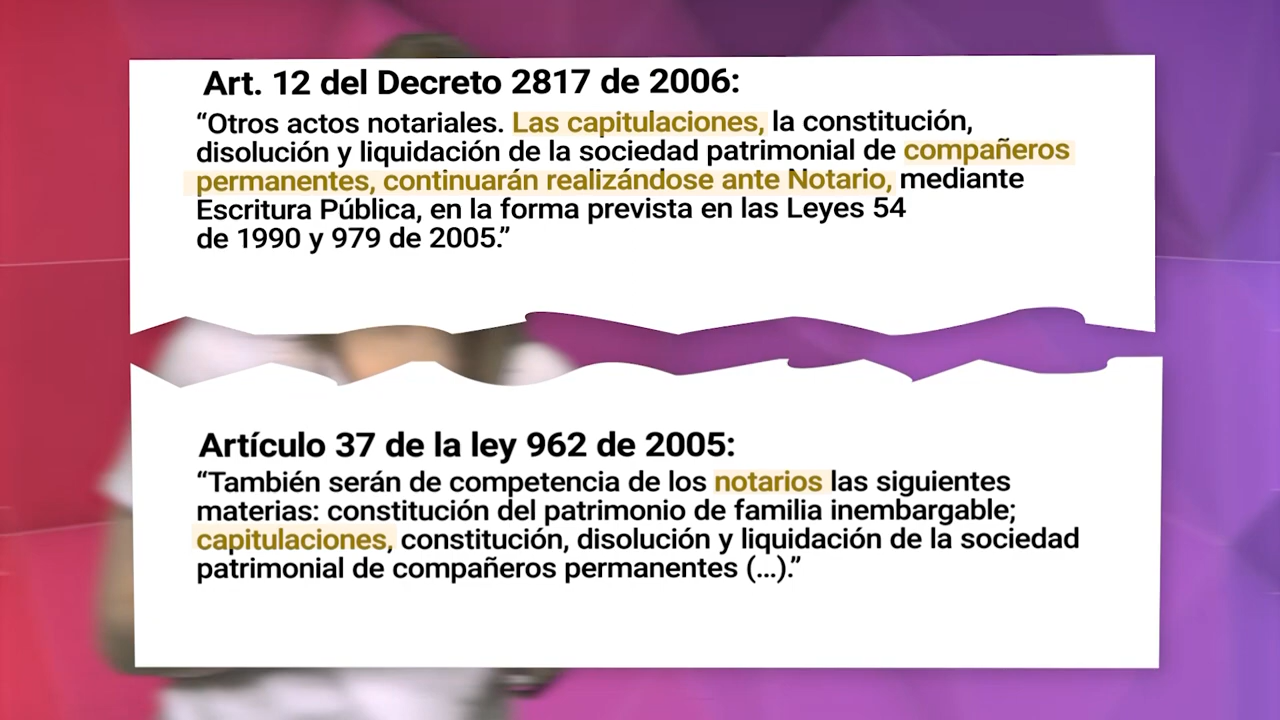 Art. 12 del Decreto 2817 de 2006:
“Otros actos notariales. Las capitulaciones, la constitución,
disolución y liquidación de la sociedad patrimonial de compañeros
permanentes, continuarán realizándose ante Notario, mediante
Escritura Pública, en la forma prevista en las Leyes 54
de 1990 y 979 de 2005.”
Artículo 37 de la ley 962 de 2005:
“También serán de competencia de los notarios las siguientes
materias: constitución del patrimonio de familia inembargable;
capitulaciones, constitución, disolución y liquidación de la sociedad
patrimonial de compañeros permanentes (...).”